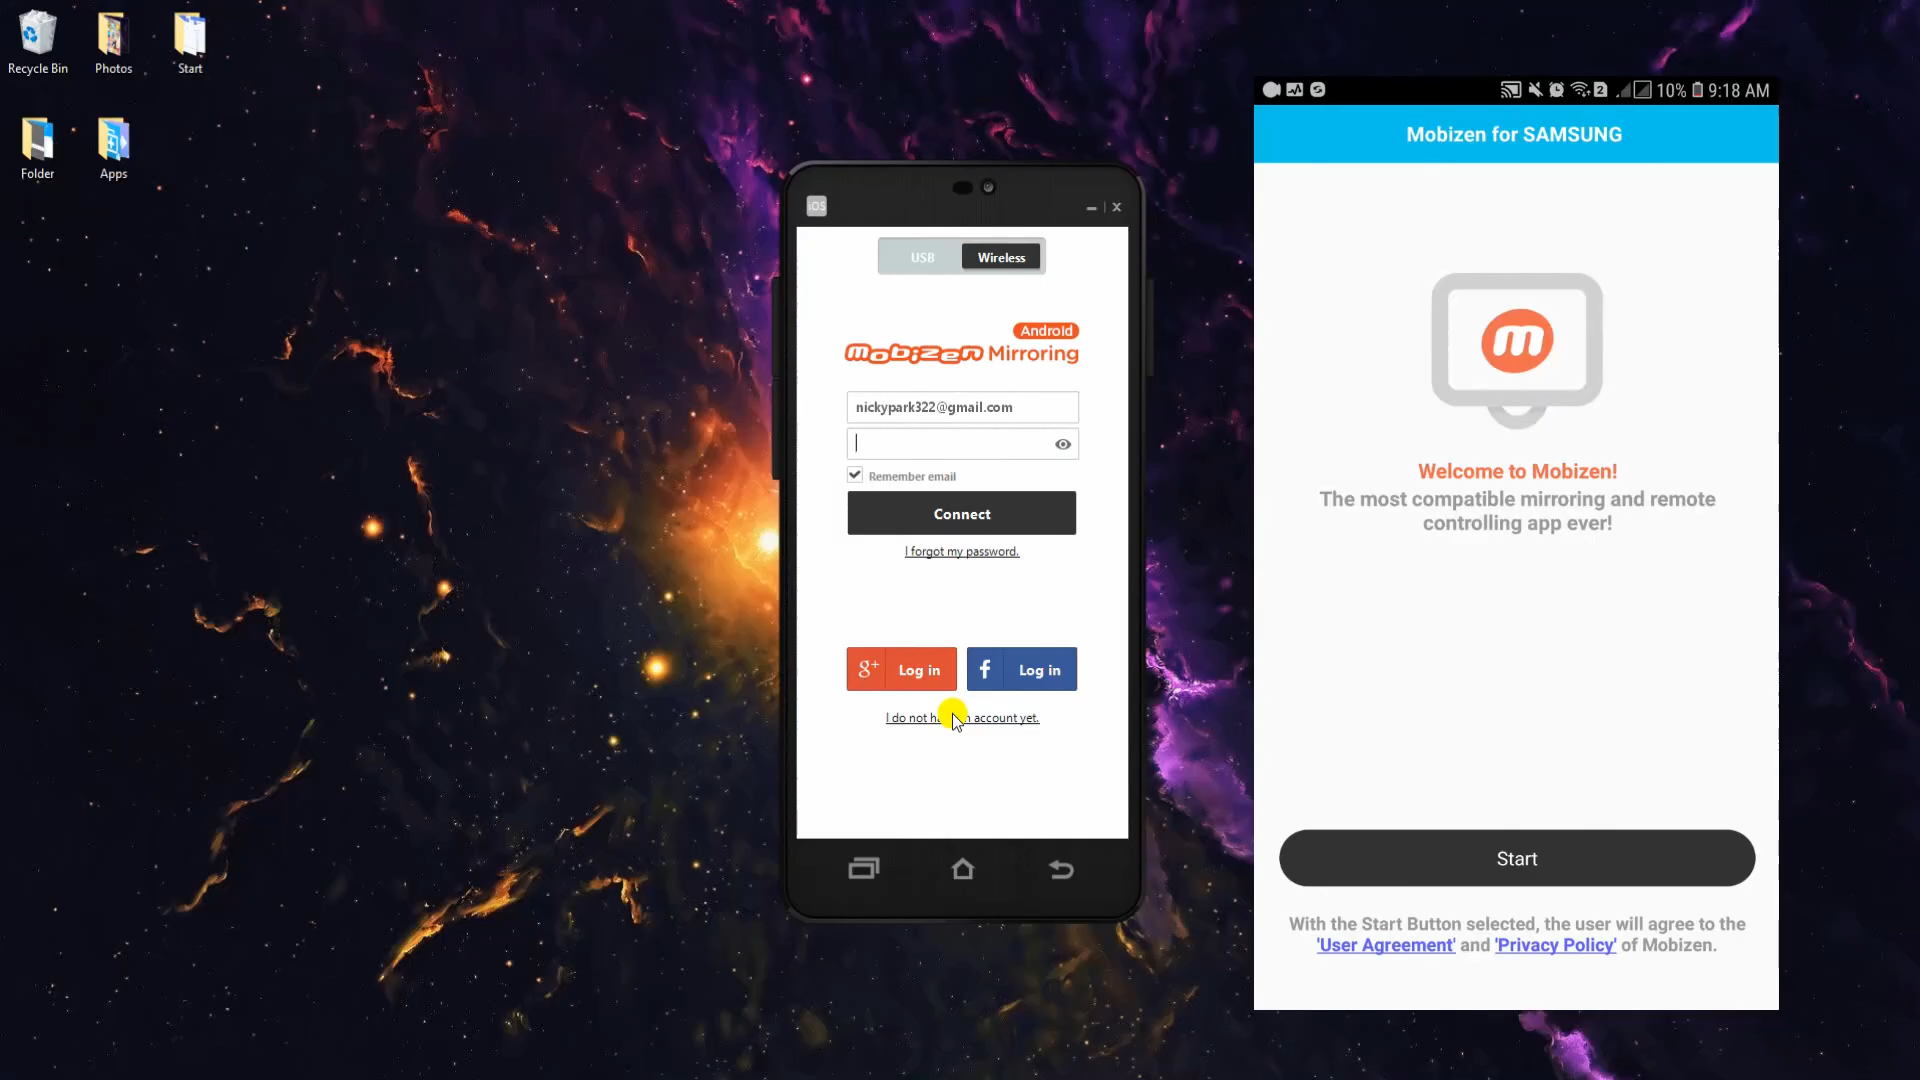 Recycle Bin
Photos
Start
Folder
Apps
iOS
USB
Wireless
Android
mobizen Mirroring
nickypark322@gmail.com
Remember email
Connect
I forgot my password.
g+ Log in
f Log in
I do not account yet.
2
10%
9:18 AM
Mobizen for SAMSUNG
m
Welcome to Mobizen!
The most compatible mirroring and remote
controlling app ever!
Start
With the Start Button selected, the user will agree to the
'User Agreement' and 'Privacy Policy' of Mobizen.